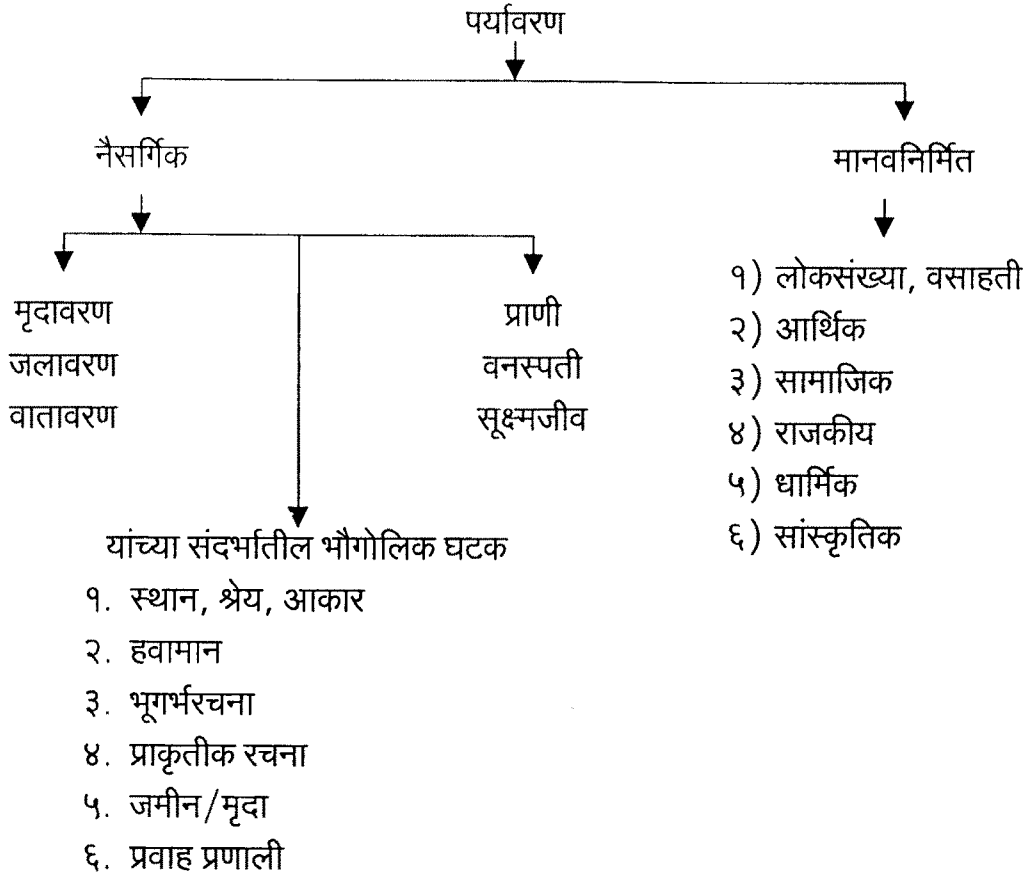 पर्यावरण
नैसर्गिक
मानवनिर्मित
मृदावरण
जलावरण
वातावरण
प्राणी
वनस्पती
सूक्ष्मजीव
१) लोकसंख्या, वसाहती
२) आर्थिक
३) सामाजिक
४) राजकीय
५) धार्मिक
६) सांस्कृतिक
यांच्या संदर्भातील भौगोलिक घटक
१. स्थान, श्रेय, आकार
२. हवामान
३. भूगर्भरचना
४. प्राकृतीक रचना
५. जमीन/मृदा
६. प्रवाह प्रणाली